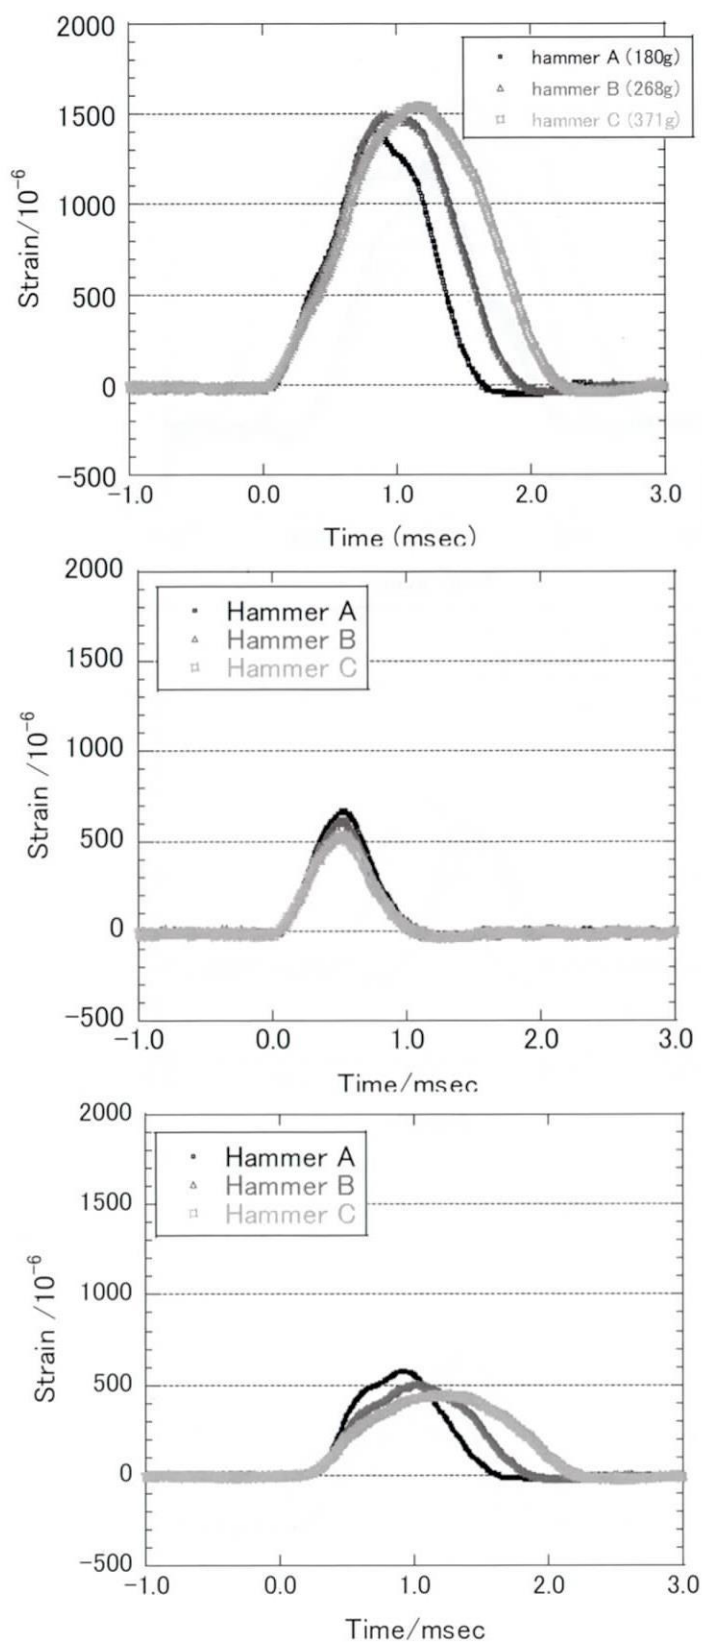 2000
hammer A (180g)
hammer B (268g)
hammer C (371g)
1500
1000
500
0
-500
Strain/10⁻⁶
-1.0 0.0 1.0 2.0 3.0
Time (msec)
2000
Hammer A
Hammer B
Hammer C
1500
1000
500
0
-500
Strain /10⁻⁶
-1.0 0.0 1.0 2.0 3.0
Time/msec
2000
Hammer A
Hammer B
Hammer C
1500
1000
500
0
-500
Strain /10⁻⁶
-1.0 0.0 1.0 2.0 3.0
Time/msec